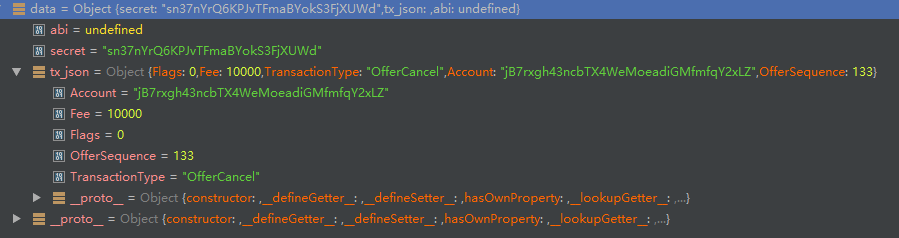 data = Object {secret: "sn37nYrQ6KPJvTFmaBYokS3FjXUWd",tx_json: ,abi: undefined}
abi = undefined
secret = "sn37nYrQ6KPJvTFmaBYokS3FjXUWd"
tx_json = Object {Flags: 0,Fee: 10000,TransactionType: "OfferCancel",Account: "jB7rxgh43ncbTX4WeMoeadiGMfmfqY2xLZ",OfferSequence: 133}
Account = "jB7rxgh43ncbTX4WeMoeadiGMfmfqY2xLZ"
Fee = 10000
Flags = 0
OfferSequence = 133
TransactionType = "OfferCancel"
__proto__ = Object {constructor: ,__defineGetter__: ,__defineSetter__: ,hasOwnProperty: ,__lookupGetter__: ,...}
__proto__ = Object {constructor: ,__defineGetter__: ,__defineSetter__: ,hasOwnProperty: ,__lookupGetter__: ,...}